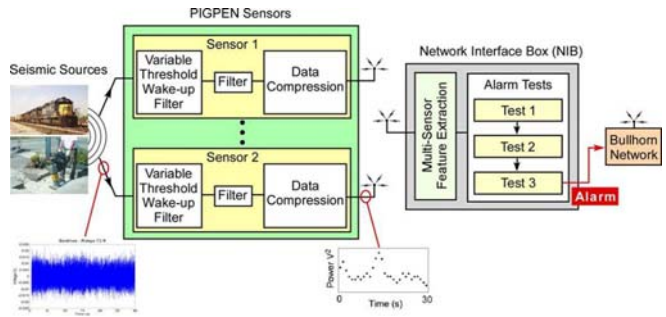 PIGPEN Sensors
Seismic Sources
Sensor 1
Variable
Threshold
Wake-up
Filter
Filter
Data
Compression
Sensor 2
Variable
Threshold
Wake-up
Filter
Filter
Data
Compression
Network Interface Box (NIB)
Multi-Sensor
Feature Extraction
Alarm Tests
Test 1
Test 2
Test 3
Alarm
Bullhorn
Network
Power V²
0
30
Time (s)